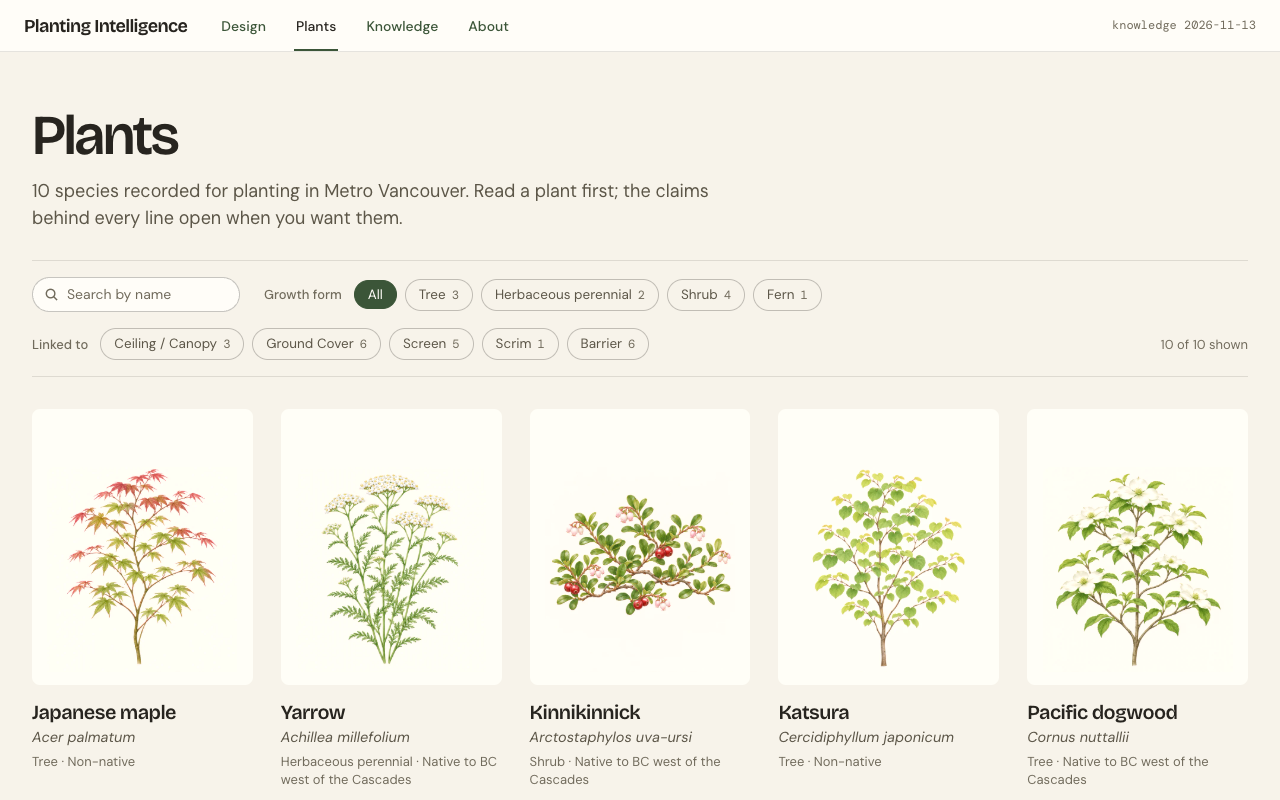 Planting Intelligence Design Plants Knowledge About knowledge 2026-11-13
Plants
10 species recorded for planting in Metro Vancouver. Read a plant first; the claims
behind every line open when you want them.
Search by name Growth form All Tree 3 Herbaceous perennial 2 Shrub 4 Fern 1
Linked to Ceiling / Canopy 3 Ground Cover 6 Screen 5 Scrim 1 Barrier 6 10 of 10 shown
Japanese maple
Acer palmatum
Tree · Non-native
Yarrow
Achillea millefolium
Herbaceous perennial · Native to BC
west of the Cascades
Kinnikinnick
Arctostaphylos uva-ursi
Shrub · Native to BC west of the
Cascades
Katsura
Cercidiphyllum japonicum
Tree · Non-native
Pacific dogwood
Cornus nuttallii
Tree · Native to BC west of the
Cascades